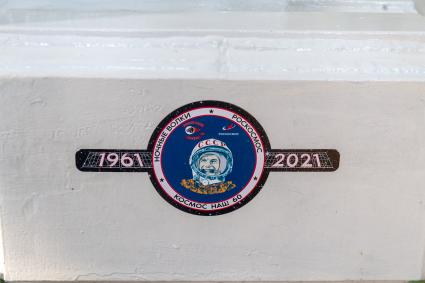 НОЧНЫЕ ВОЛКИ
РОСКОСМОС
1961
СССР
2021
КОСМОС НАШ 60